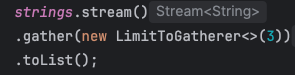 strings.stream() Stream<String>
.gather(new LimitToGatherer<>(3))
.toList();